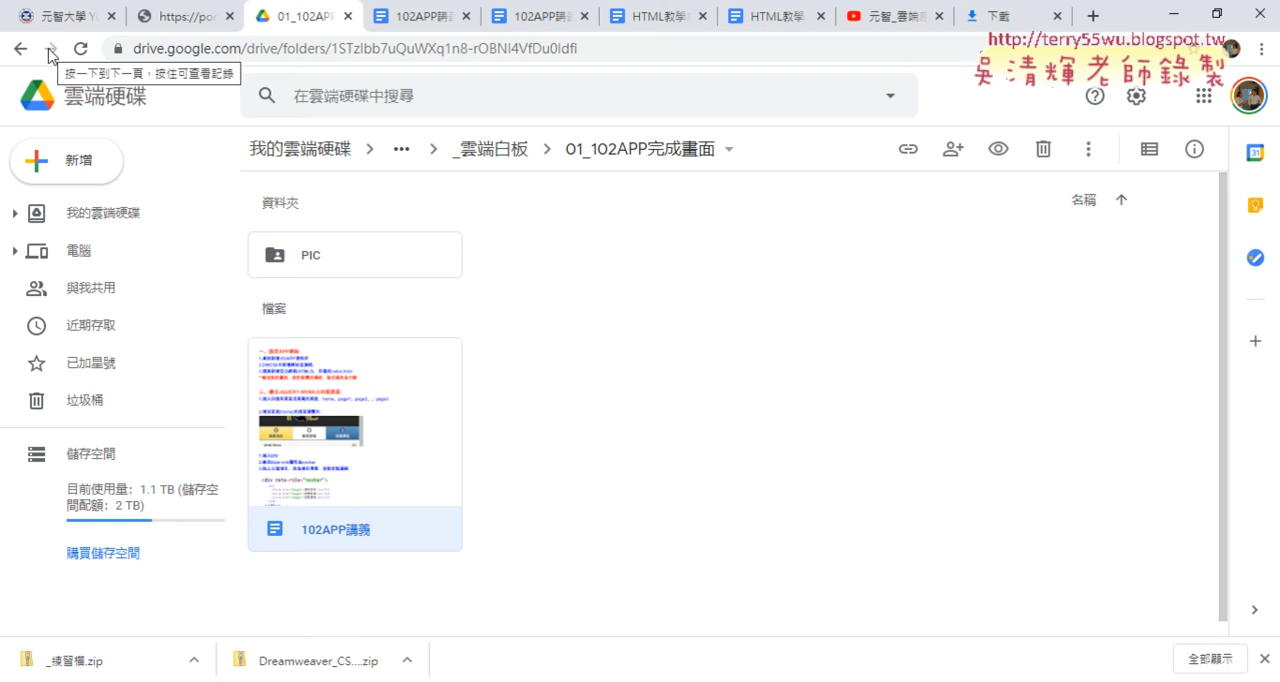 元智大學 Y
https://po
01_102APP
102APP講
102APP講
HTML教學
HTML教學
元智_雲端
下載
drive.google.com/drive/folders/1STzIbb7uQuWXq1n8-rOBNI4VfDu0ldfi
http://terry55wu.blogspot.tw
吳清輝老師錄製
按一下到下一頁，按住可查看記錄
雲端硬碟
在雲端硬碟中搜尋
新增
我的雲端硬碟
•••
_雲端白板
01_102APP完成畫面
資料夾
名稱
PIC
檔案
我的雲端硬碟
電腦
與我共用
近期存取
已加星號
垃圾桶
儲存空間
目前使用量：1.1 TB (儲存空
間配額：2 TB)
購買儲存空間
<div data-role="navbar">
102APP講義
_練習檔.zip
Dreamweaver_CS....zip
全部顯示